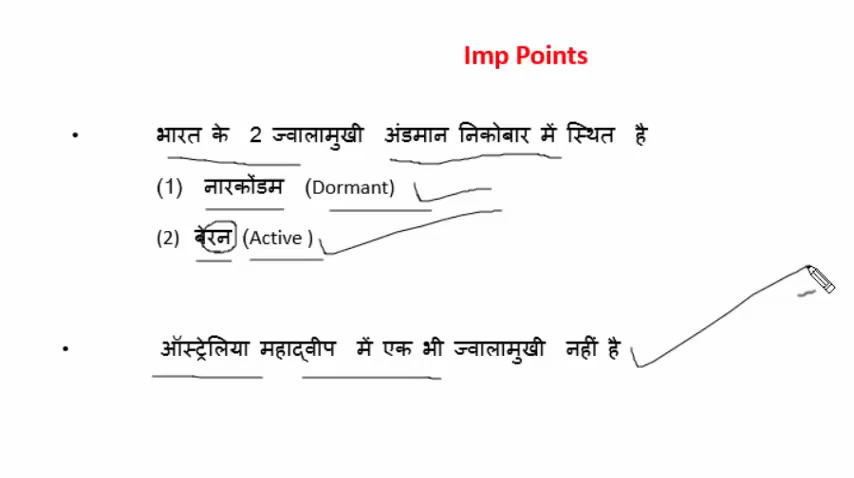 Imp Points
• भारत के 2 ज्वालामुखी अंडमान निकोबार में स्थित है
(1) नारकोंडम (Dormant)
(2) बेरन (Active )
• ऑस्ट्रेलिया महाद्वीप में एक भी ज्वालामुखी नहीं है